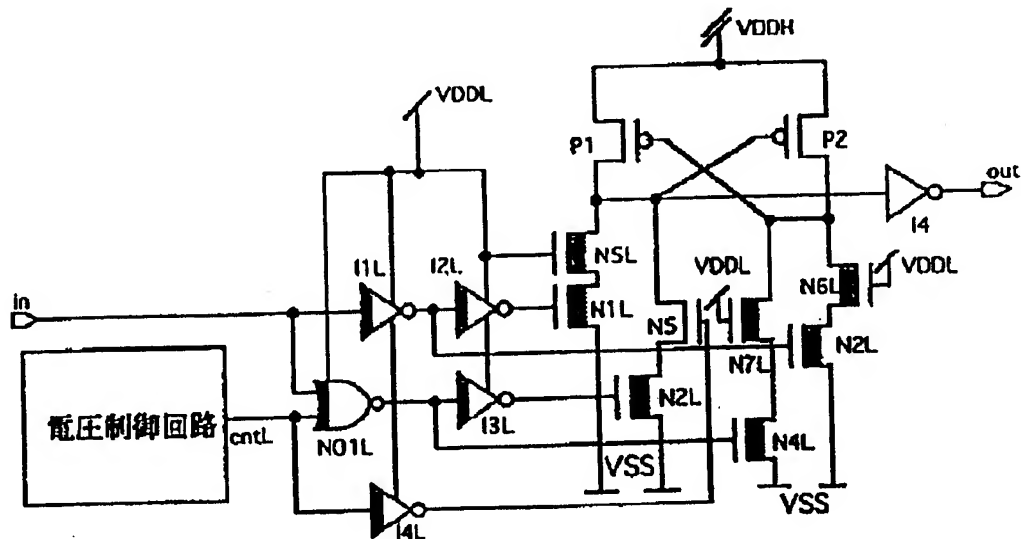 VDDH
VDDL
P1
P2
out
I4
N5L
I1L
I2L
VDDL
N6L
VDDL
in
N1L
N5
N7L
N2L
電圧制御回路
cntL
N01L
I3L
N2L
N4L
VSS
VSS
I4L